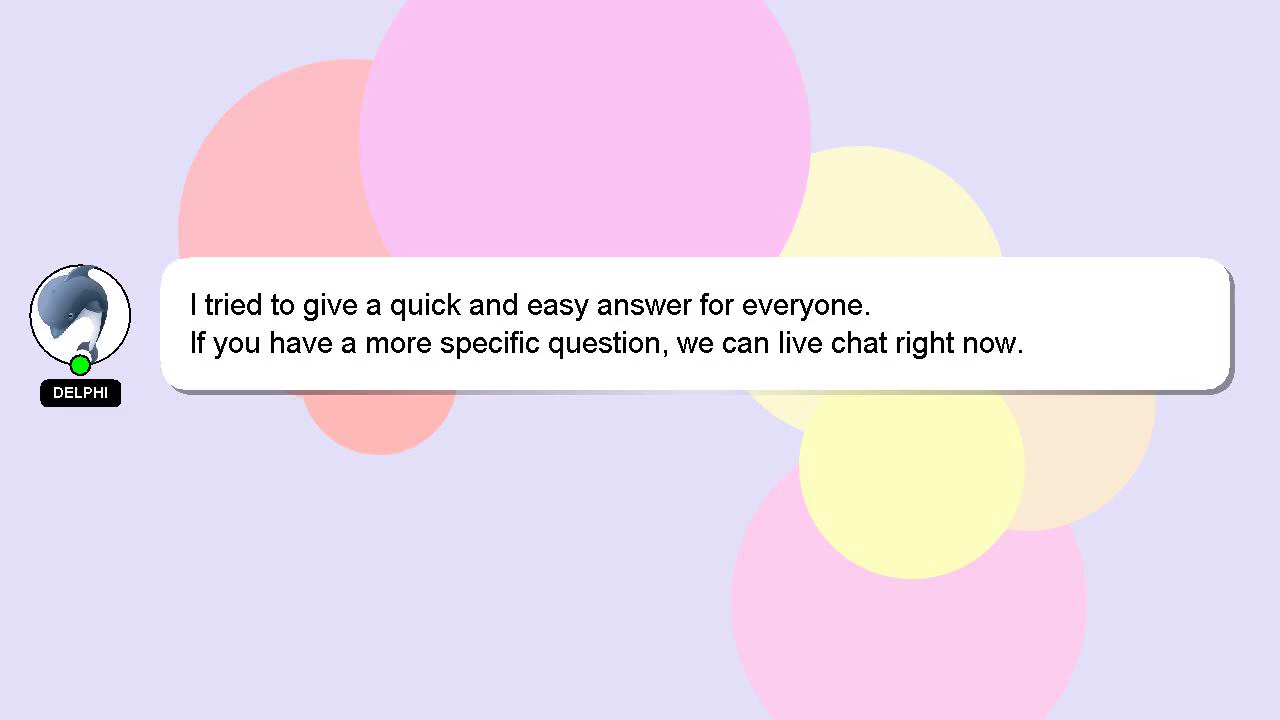 I tried to give a quick and easy answer for everyone.
If you have a more specific question, we can live chat right now.
DELPHI